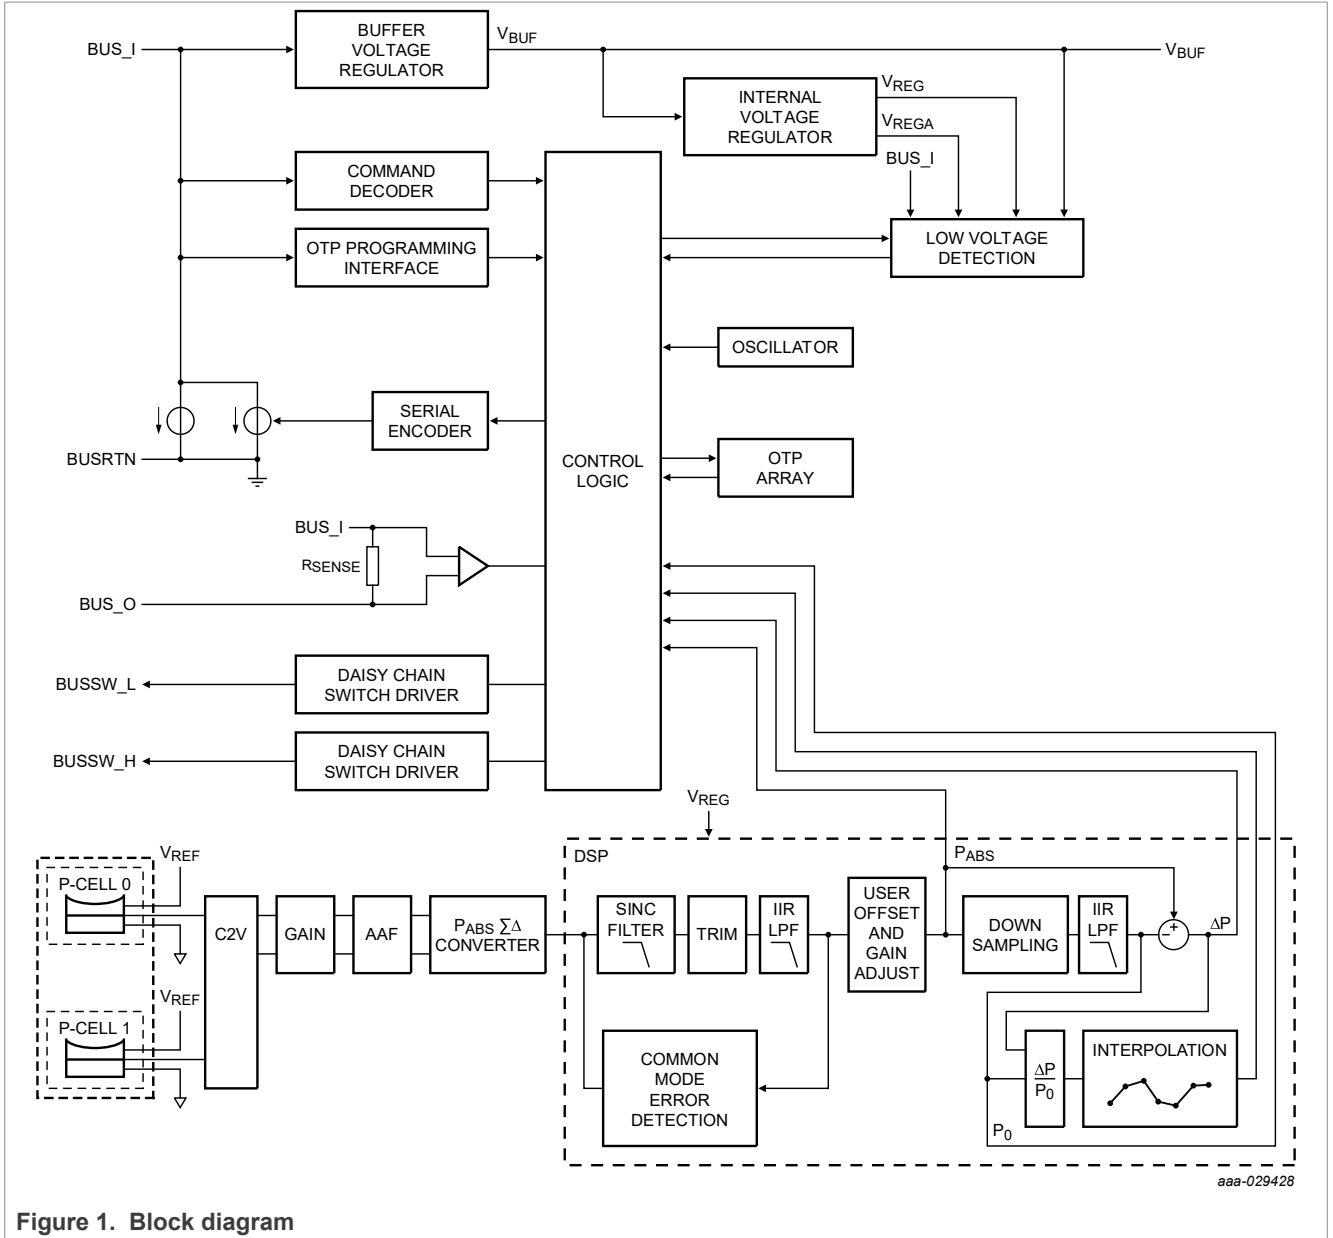 BUS_I
BUFFER
VOLTAGE
REGULATOR
VBUF
VBUF
INTERNAL
VOLTAGE
REGULATOR
VREG
VREGA
BUS_I
COMMAND
DECODER
OTP PROGRAMMING
INTERFACE
LOW VOLTAGE
DETECTION
OSCILLATOR
SERIAL
ENCODER
BUSRTN
CONTROL
LOGIC
OTP
ARRAY
BUS_I
RSENSE
BUS_O
BUSSW_L
DAISY CHAIN
SWITCH DRIVER
BUSSW_H
DAISY CHAIN
SWITCH DRIVER
VREG
DSP
PABS
VREF
P-CELL 0
C2V
GAIN
AAF
PABS Σ∆
CONVERTER
SINC
FILTER
TRIM
IIR
LPF
USER
OFFSET
AND
GAIN
ADJUST
DOWN
SAMPLING
IIR
LPF
+
−
∆P
VREF
P-CELL 1
COMMON
MODE
ERROR
DETECTION
∆P
P0
INTERPOLATION
P0
aaa-029428
Figure 1. Block diagram